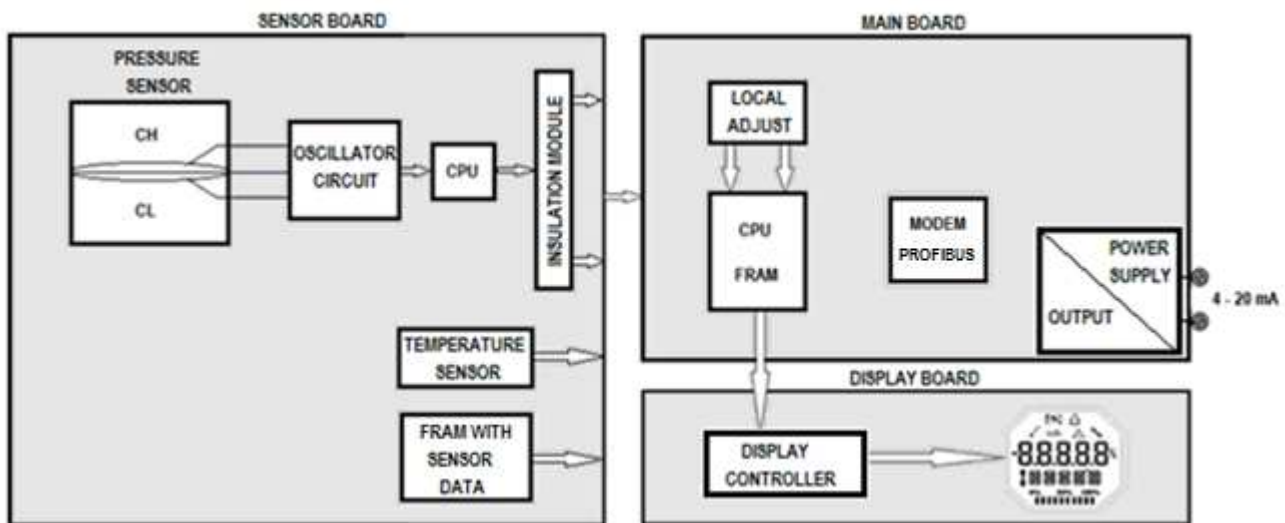 SENSOR BOARD
PRESSURE
SENSOR
CH
CL
OSCILLATOR
CIRCUIT
CPU
INSULATION MODULE
TEMPERATURE
SENSOR
FRAM WITH
SENSOR
DATA
MAIN BOARD
LOCAL
ADJUST
CPU
FRAM
MODEM
PROFIBUS
POWER
SUPPLY
OUTPUT
4 - 20 mA
DISPLAY BOARD
DISPLAY
CONTROLLER